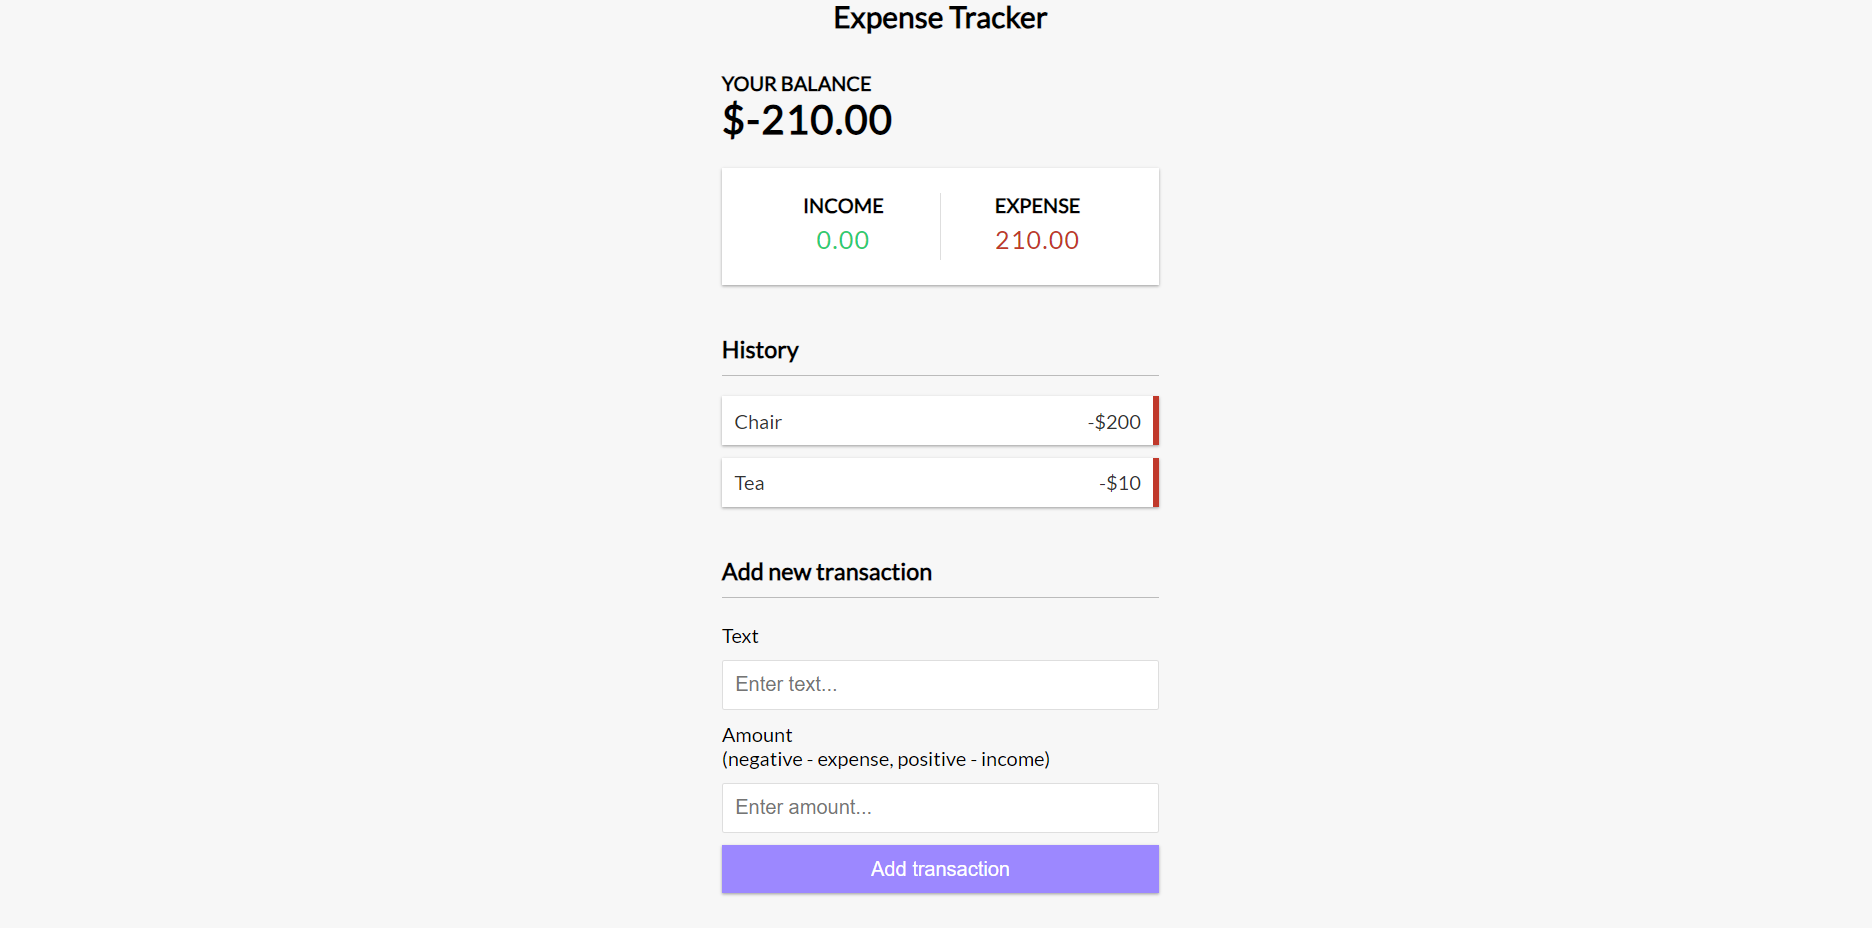 Expense Tracker
YOUR BALANCE
$-210.00
INCOME EXPENSE
0.00 210.00
History
Chair -$200
Tea -$10
Add new transaction
Text
Enter text...
Amount
(negative - expense, positive - income)
Enter amount...
Add transaction